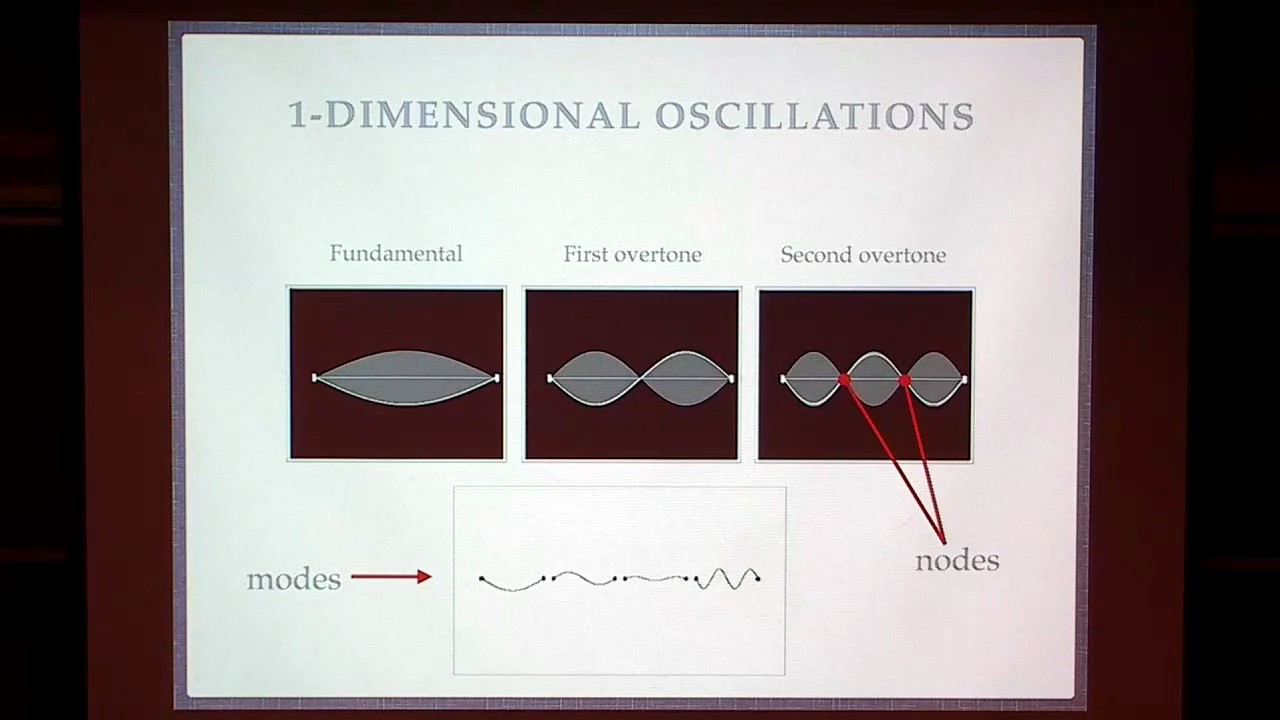 1-DIMENSIONAL OSCILLATIONS
Fundamental
First overtone
Second overtone
modes
nodes